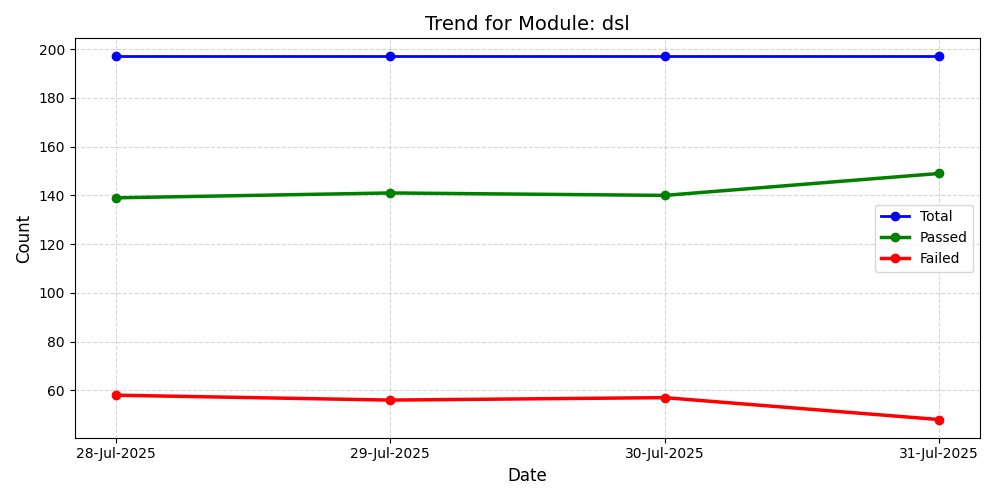 Trend for Module: dsl
200
180
160
140
120
100
80
60
Count
Total
Passed
Failed
28-Jul-2025 29-Jul-2025 30-Jul-2025 31-Jul-2025
Date